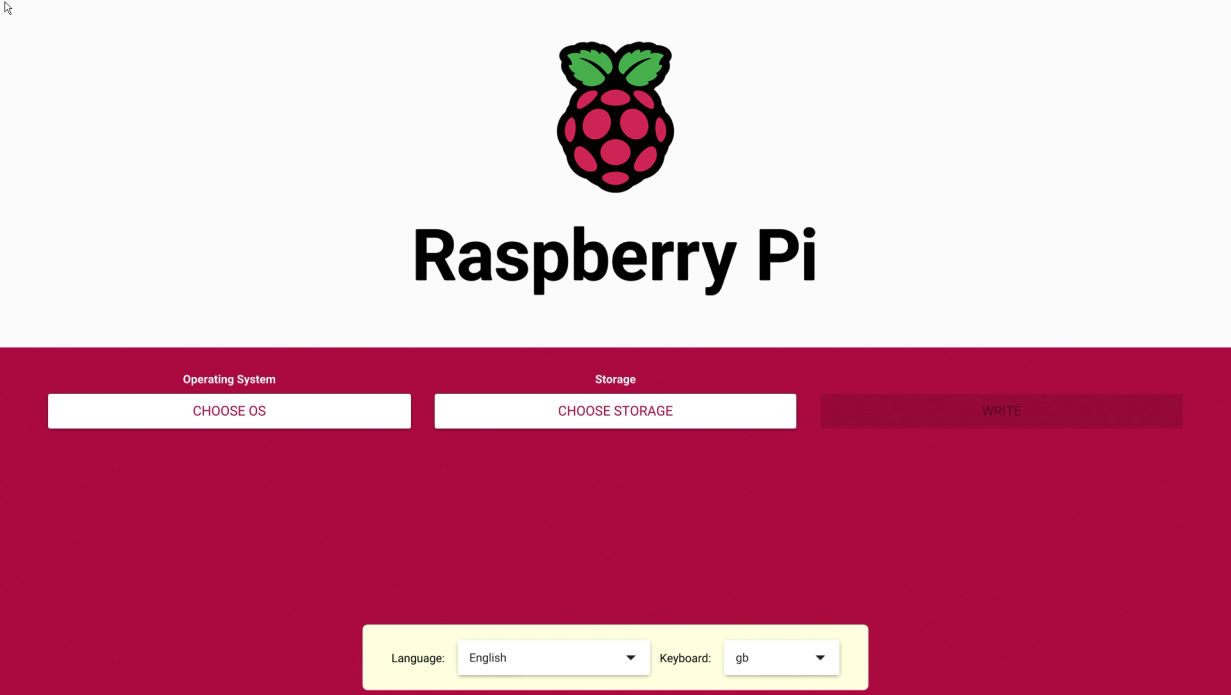 Raspberry Pi
Operating System
Storage
CHOOSE OS
CHOOSE STORAGE
WRITE
Language: English Keyboard: gb